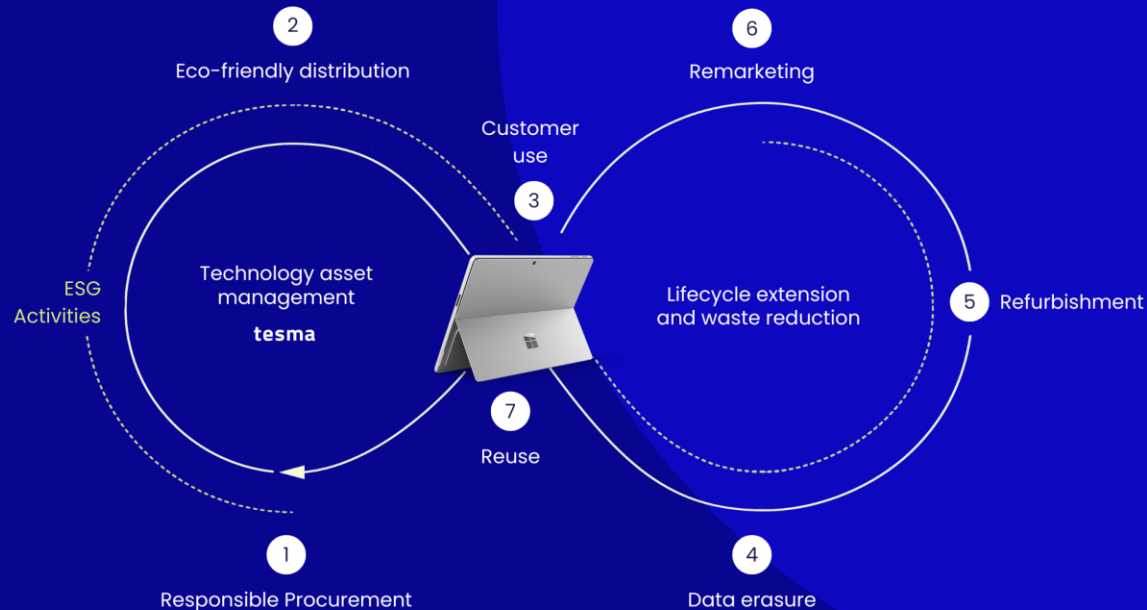 2
Eco-friendly distribution
6
Remarketing
Customer
use
3
ESG
Activities
Technology asset
management
tesma
Lifecycle extension
and waste reduction
5
Refurbishment
7
Reuse
1
Responsible Procurement
4
Data erasure